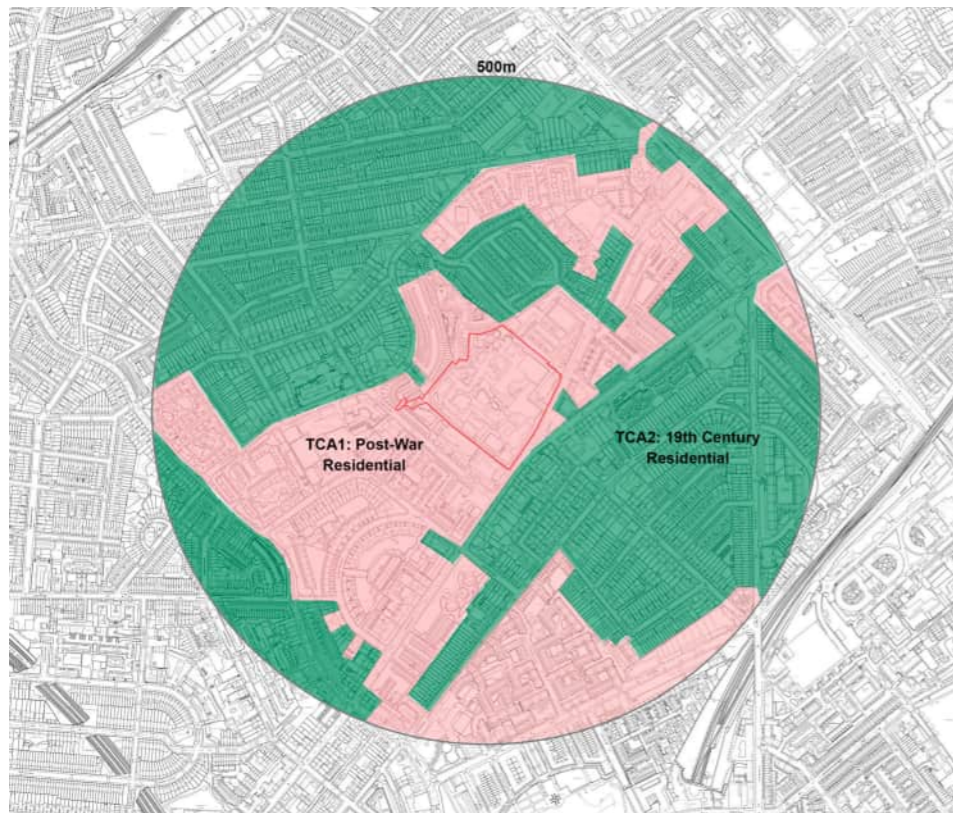 500m
TCA1: Post-War
Residential
TCA2: 19th Century
Residential